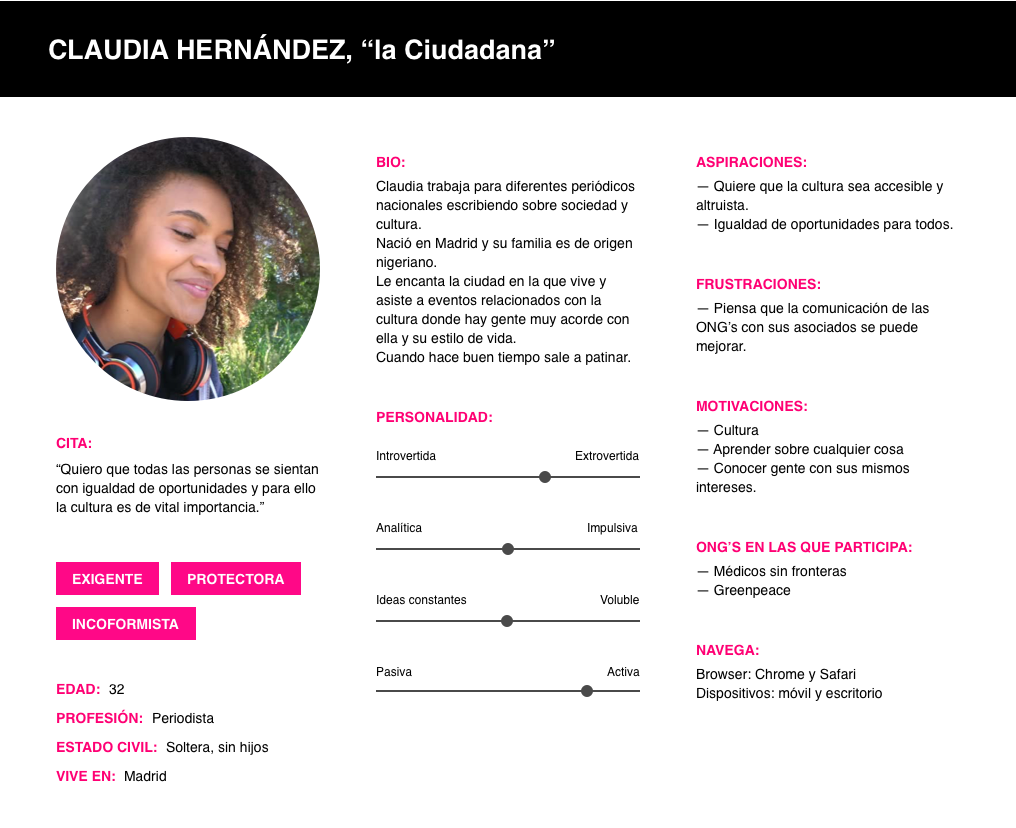 CLAUDIA HERNÁNDEZ, “la Ciudadana”
CITA:
“Quiero que todas las personas se sientan
con igualdad de oportunidades y para ello
la cultura es de vital importancia.”
EXIGENTE PROTECTORA
INCOFORMISTA
EDAD: 32
PROFESIÓN: Periodista
ESTADO CIVIL: Soltera, sin hijos
VIVE EN: Madrid
BIO:
Claudia trabaja para diferentes periódicos
nacionales escribiendo sobre sociedad y
cultura.
Nació en Madrid y su familia es de origen
nigeriano.
Le encanta la ciudad en la que vive y
asiste a eventos relacionados con la
cultura donde hay gente muy acorde con
ella y su estilo de vida.
Cuando hace buen tiempo sale a patinar.
PERSONALIDAD:
Introvertida Extrovertida
Analítica Impulsiva
Ideas constantes Voluble
Pasiva Activa
ASPIRACIONES:
— Quiere que la cultura sea accesible y
altruista.
— Igualdad de oportunidades para todos.
FRUSTRACIONES:
— Piensa que la comunicación de las
ONG’s con sus asociados se puede
mejorar.
MOTIVACIONES:
— Cultura
— Aprender sobre cualquier cosa
— Conocer gente con sus mismos
intereses.
ONG’S EN LAS QUE PARTICIPA:
— Médicos sin fronteras
— Greenpeace
NAVEGA:
Browser: Chrome y Safari
Dispositivos: móvil y escritorio